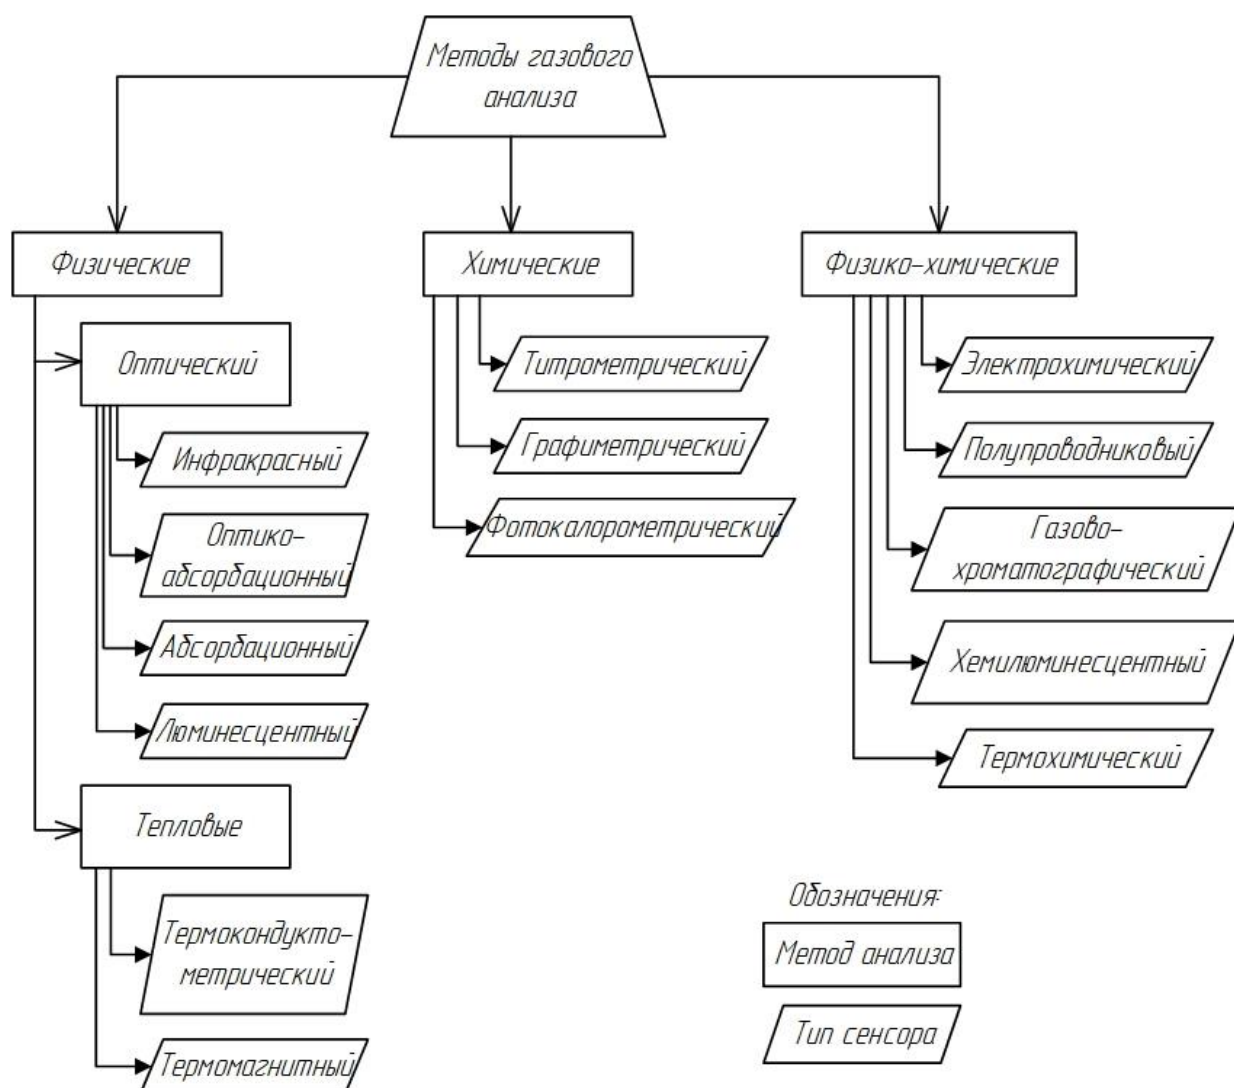 Методы газового
анализа
Физические
Химические
Физико-химические
Оптический
Инфракрасный
Оптико-
абсорбационный
Абсорбационный
Люминесцентный
Тепловые
Термокондукто-
метрический
Термомагнитный
Титрометрический
Графиметрический
Фотокалорометрический
Электрохимический
Полупроводниковый
Газово-
хроматографический
Хемилюминесцентный
Термохимический
Обозначения:
Метод анализа
Тип сенсора